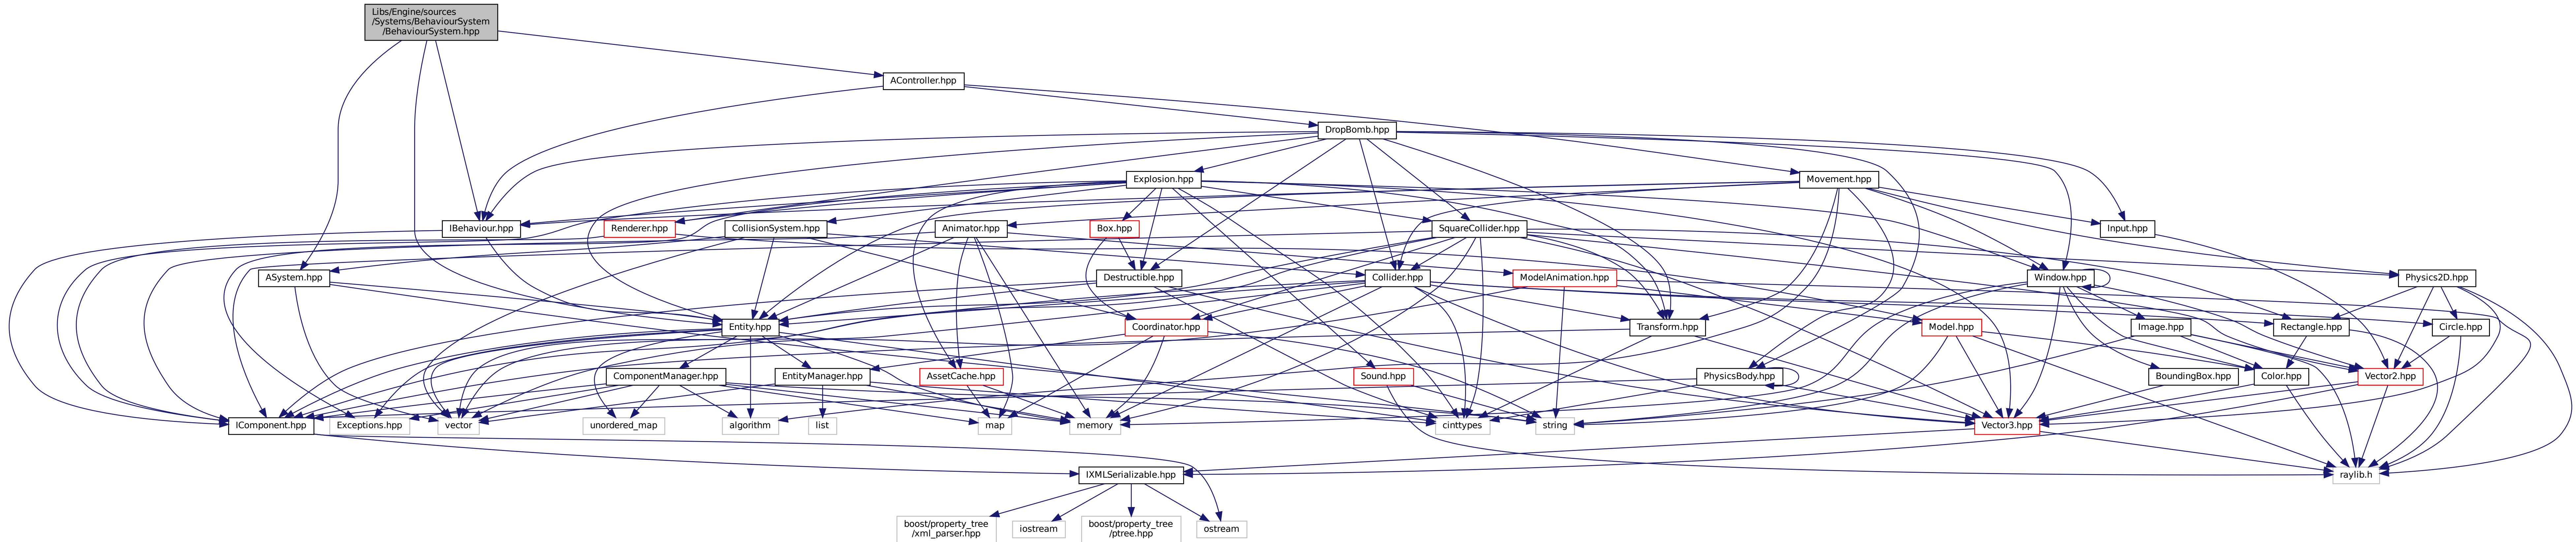 Libs/Engine/sources
/Systems/BehaviourSystem
/BehaviourSystem.hpp
AController.hpp
DropBomb.hpp
Explosion.hpp
Movement.hpp
IBehaviour.hpp
Renderer.hpp
CollisionSystem.hpp
Animator.hpp
Box.hpp
SquareCollider.hpp
Input.hpp
ASystem.hpp
Destructible.hpp
Collider.hpp
ModelAnimation.hpp
Window.hpp
Physics2D.hpp
Entity.hpp
Coordinator.hpp
Transform.hpp
Model.hpp
Image.hpp
Rectangle.hpp
Circle.hpp
ComponentManager.hpp
EntityManager.hpp
AssetCache.hpp
Sound.hpp
PhysicsBody.hpp
BoundingBox.hpp
Color.hpp
Vector2.hpp
IComponent.hpp
Exceptions.hpp
vector
unordered_map
algorithm
list
map
memory
cinttypes
string
Vector3.hpp
IXMLSerializable.hpp
raylib.h
boost/property_tree
/xml_parser.hpp
iostream
boost/property_tree
/ptree.hpp
ostream